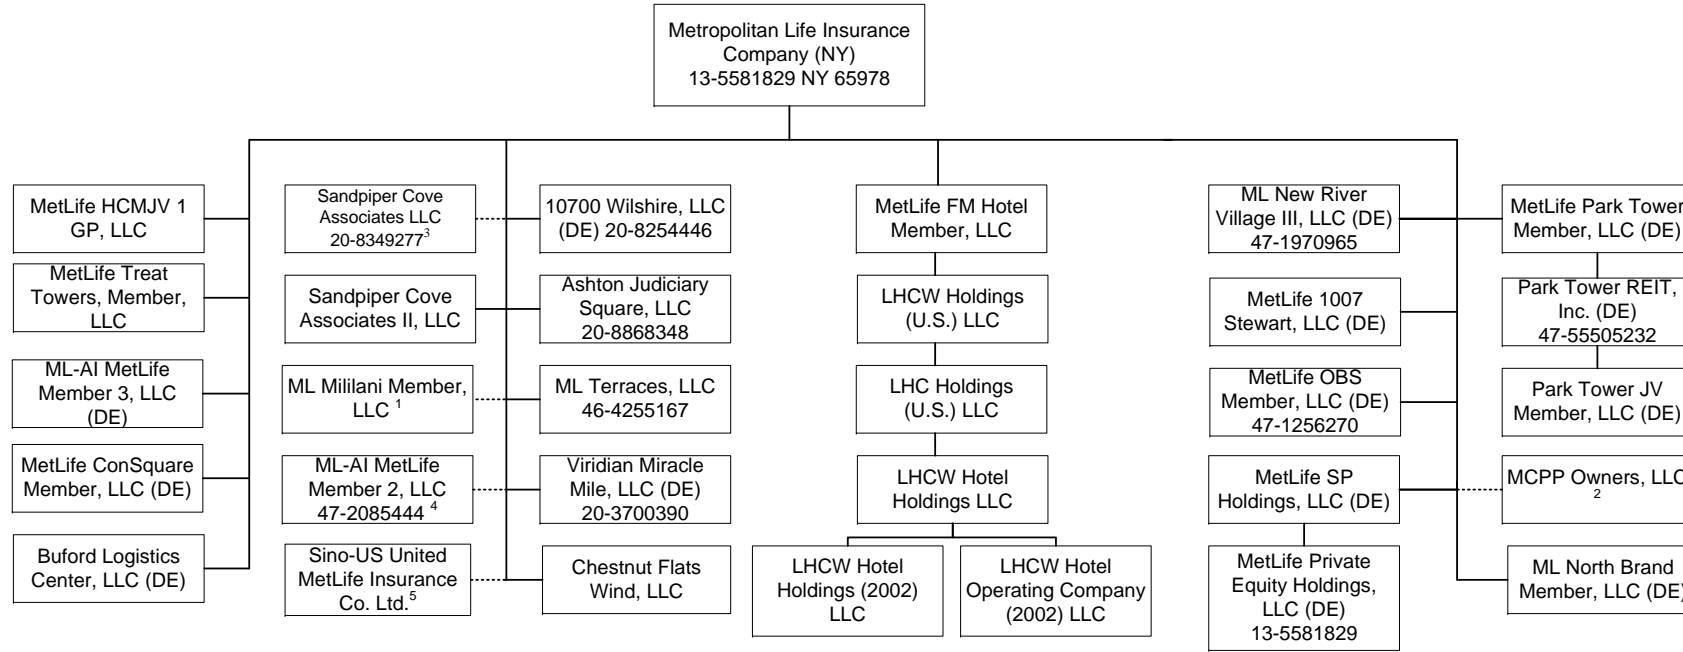 Metropolitan Life Insurance
Company (NY)
13-5581829 NY 65978
MetLife HCMJV 1
GP, LLC
MetLife Treat
Towers, Member,
LLC
ML-AI MetLife
Member 3, LLC
(DE)
MetLife ConSquare
Member, LLC (DE)
Buford Logistics
Center, LLC (DE)
Sandpiper Cove
Associates LLC
20-8349277³
Sandpiper Cove
Associates II, LLC
ML Mililani Member,
LLC ¹
ML-AI MetLife
Member 2, LLC
47-2085444 ⁴
Sino-US United
MetLife Insurance
Co. Ltd.⁵
10700 Wilshire, LLC
(DE) 20-8254446
Ashton Judiciary
Square, LLC
20-8868348
ML Terraces, LLC
46-4255167
Viridian Miracle
Mile, LLC (DE)
20-3700390
Chestnut Flats
Wind, LLC
MetLife FM Hotel
Member, LLC
LHCW Holdings
(U.S.) LLC
LHC Holdings
(U.S.) LLC
LHCW Hotel
Holdings LLC
LHCW Hotel
Holdings (2002)
LLC
LHCW Hotel
Operating Company
(2002) LLC
ML New River
Village III, LLC (DE)
47-1970965
MetLife 1007
Stewart, LLC (DE)
MetLife OBS
Member, LLC (DE)
47-1256270
MetLife SP
Holdings, LLC (DE)
MetLife Private
Equity Holdings,
LLC (DE)
13-5581829
MetLife Park Tower
Member, LLC (DE)
Park Tower REIT,
Inc. (DE)
47-55505232
Park Tower JV
Member, LLC (DE)
MCPP Owners, LLC
²
ML North Brand
Member, LLC (DE)